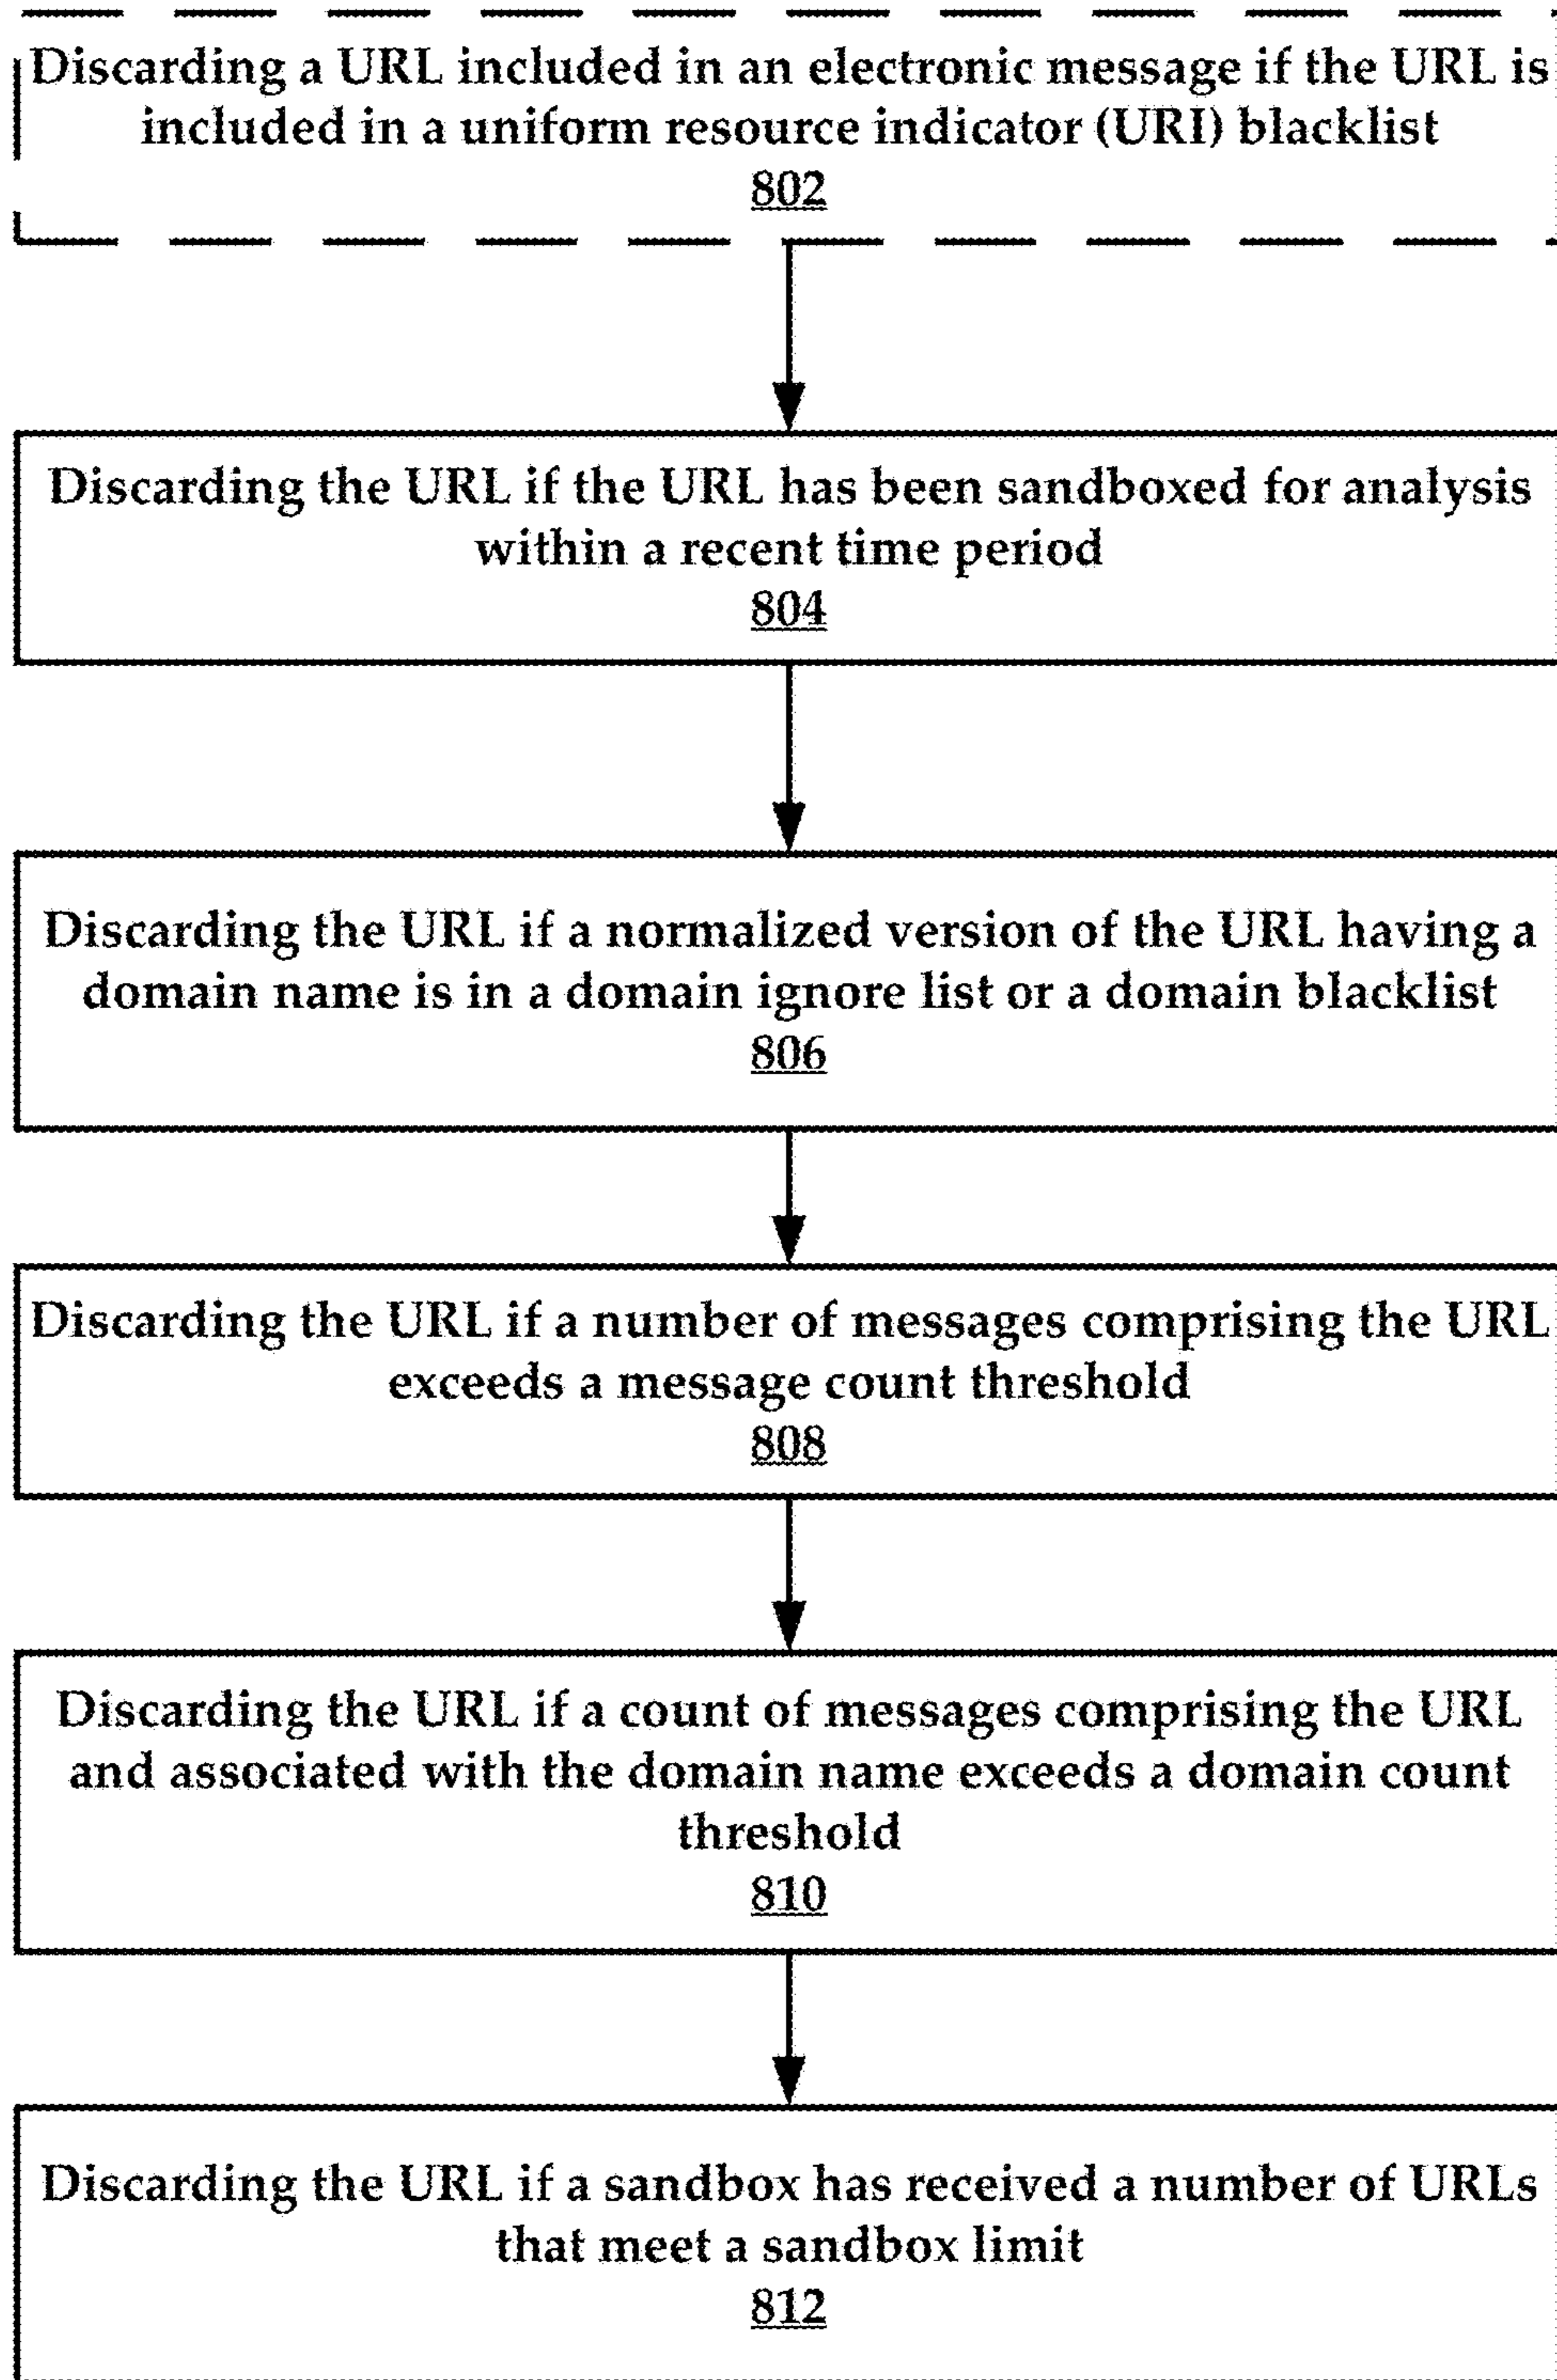 Discarding a URL included in an electronic message if the URL is
included in a uniform resource indicator (URI) blacklist
802
Discarding the URL if the URL has been sandboxed for analysis
within a recent time period
804
Discarding the URL if a normalized version of the URL having a
domain name is in a domain ignore list or a domain blacklist
806
Discarding the URL if a number of messages comprising the URL
exceeds a message count threshold
808
Discarding the URL if a count of messages comprising the URL
and associated with the domain name exceeds a domain count
threshold
810
Discarding the URL if a sandbox has received a number of URLs
that meet a sandbox limit
812